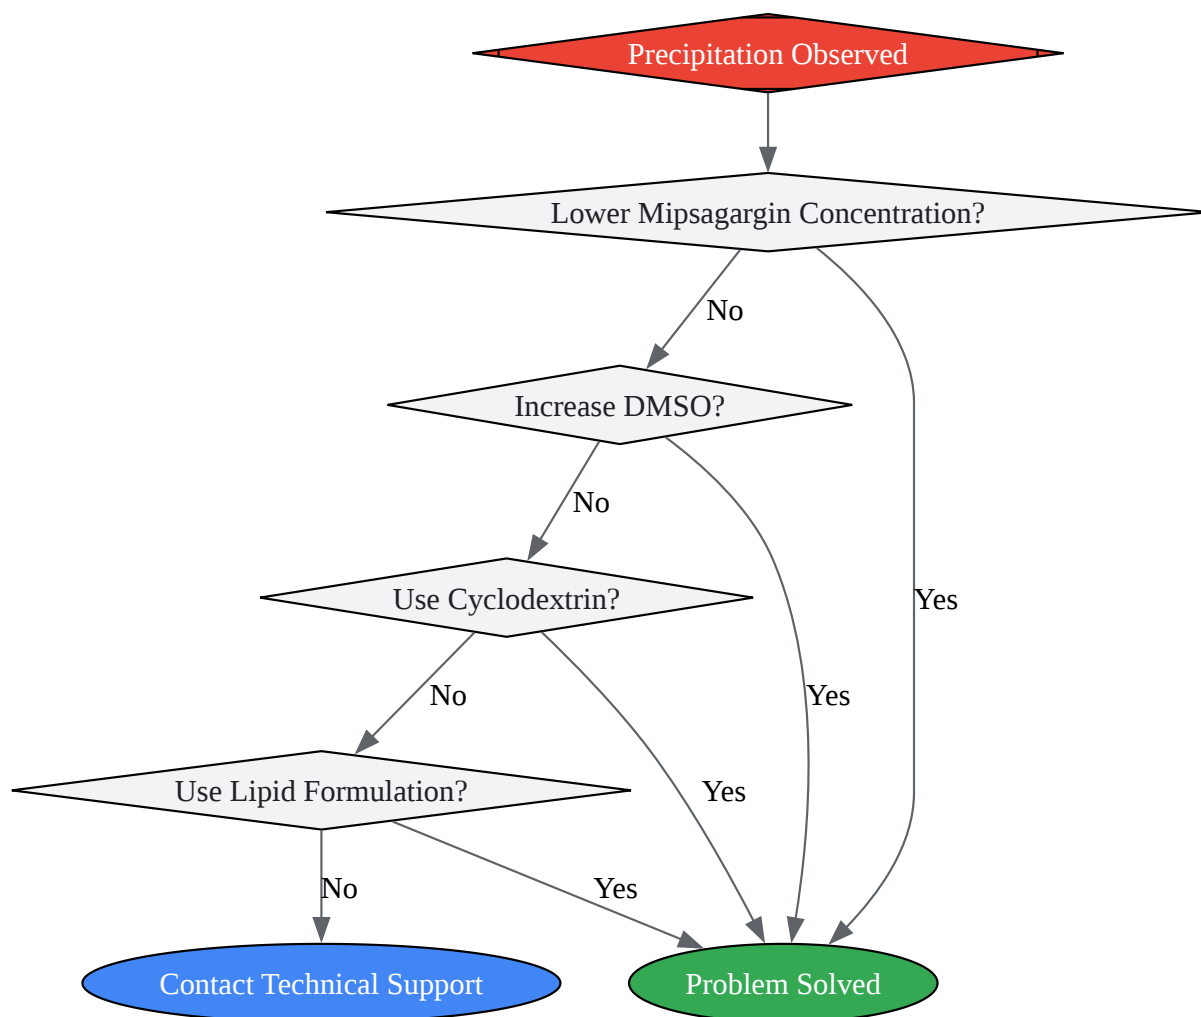 Precipitation Observed
Lower Mipsagargin Concentration?
No
Increase DMSO?
No
Use Cyclodextrin?
Yes
No
Yes
Use Lipid Formulation?
Yes
No
Yes
Contact Technical Support
Problem Solved